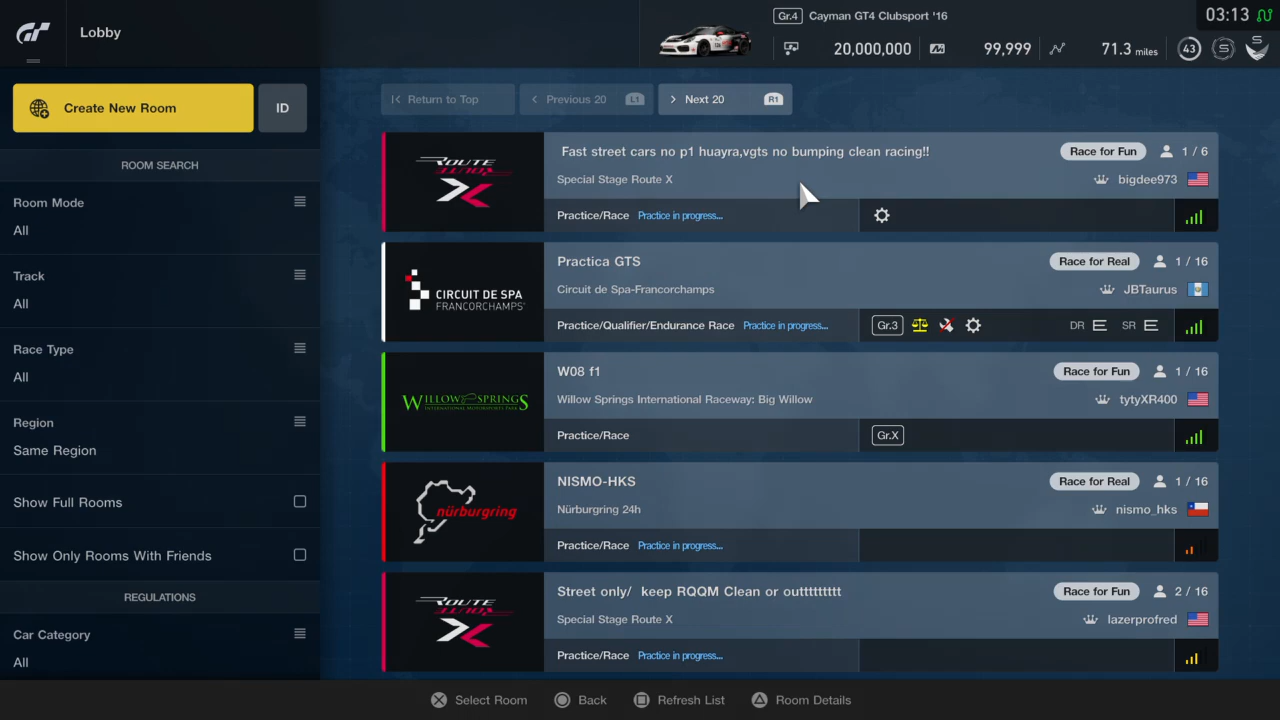 Lobby
Gr.4 Cayman GT4 Clubsport '16
20,000,000 99,999 71.3 miles 43 S S
03:13
Create New Room ID
ROOM SEARCH
Room Mode
All
Track
All
Race Type
All
Region
Same Region
Show Full Rooms
Show Only Rooms With Friends
REGULATIONS
Car Category
All
Return to Top Previous 20 L1 Next 20 R1
ROUTE X
Fast street cars no p1 huayra,vgts no bumping clean racing!! Race for Fun 1 / 6
Special Stage Route X bigdee973
Practice/Race Practice in progress...
CIRCUIT DE SPA
FRANCORCHAMPS
Practica GTS Race for Real 1 / 16
Circuit de Spa-Francorchamps JBTaurus
Practice/Qualifier/Endurance Race Practice in progress... Gr.3 DR E SR E
WILLOW SPRINGS
INTERNATIONAL MOTORSPORTS PARK
W08 f1 Race for Fun 1 / 16
Willow Springs International Raceway: Big Willow tytyXR400
Practice/Race Gr.X
nürburgring
NISMO-HKS Race for Real 1 / 16
Nürburgring 24h nismo_hks
Practice/Race Practice in progress...
ROUTE X
Street only/ keep RQQM Clean or outttttttt Race for Fun 2 / 16
Special Stage Route X lazerprofred
Practice/Race Practice in progress...
Select Room Back Refresh List Room Details